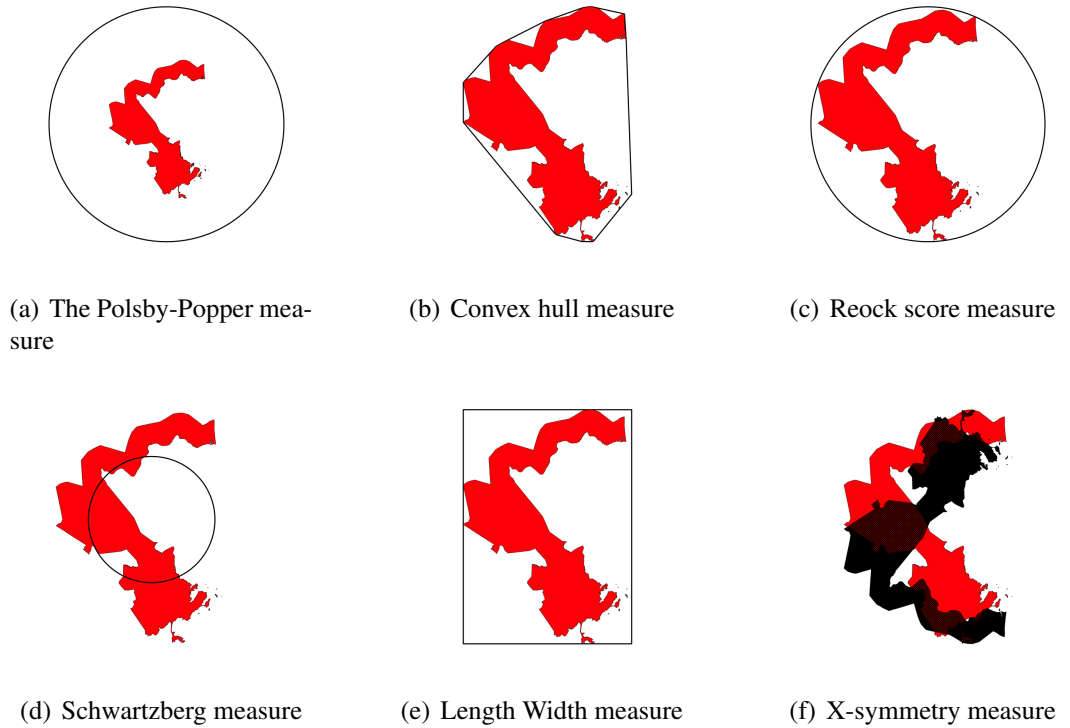 (a) The Polsby-Popper mea-
sure
(b) Convex hull measure
(c) Reock score measure
(d) Schwartzberg measure
(e) Length Width measure
(f) X-symmetry measure